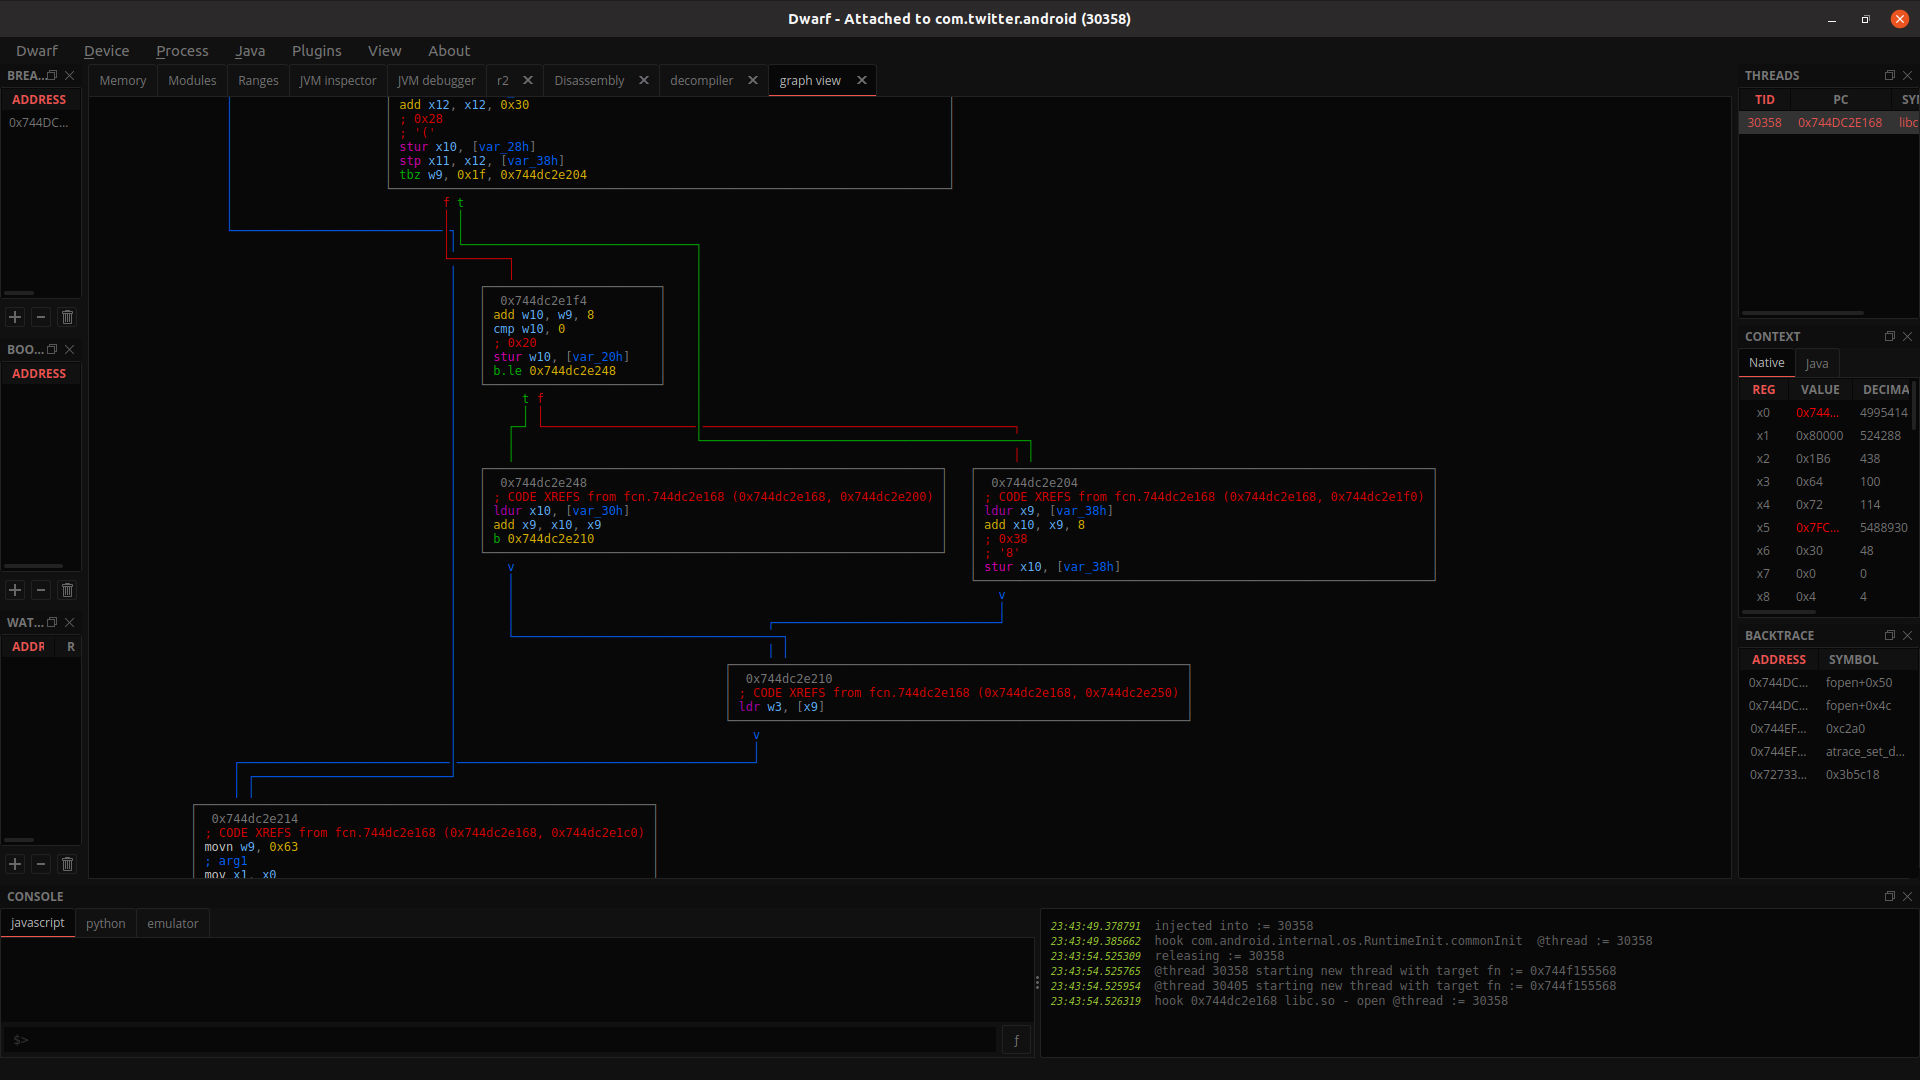 Dwarf - Attached to com.twitter.android (30358)
Dwarf Device Process Java Plugins View About
BREA...
ADDRESS
0x744DC...
BOO...
ADDRESS
WAT...
ADDR R
Memory Modules Ranges JVM inspector JVM debugger r2 Disassembly decompiler graph view
add x12, x12, 0x30
; 0x28
; '('
stur x10, [var_28h]
stp x11, x12, [var_38h]
tbz w9, 0x1f, 0x744dc2e204
f t
0x744dc2e1f4
add w10, w9, 8
cmp w10, 0
; 0x20
stur w10, [var_20h]
b.le 0x744dc2e248
t f
0x744dc2e248
; CODE XREFS from fcn.744dc2e168 (0x744dc2e168, 0x744dc2e200)
ldur x10, [var_30h]
add x9, x10, x9
b 0x744dc2e210
v
0x744dc2e204
; CODE XREFS from fcn.744dc2e168 (0x744dc2e168, 0x744dc2e1f0)
ldur x9, [var_38h]
add x10, x9, 8
; 0x38
; '8'
stur x10, [var_38h]
v
0x744dc2e210
; CODE XREFS from fcn.744dc2e168 (0x744dc2e168, 0x744dc2e250)
ldr w3, [x9]
v
0x744dc2e214
; CODE XREFS from fcn.744dc2e168 (0x744dc2e168, 0x744dc2e1c0)
movn w9, 0x63
; arg1
mov x1, x0
THREADS
TID PC SYI
30358 0x744DC2E168 libc
CONTEXT
Native Java
REG VALUE DECIMA
x0 0x744... 4995414
x1 0x80000 524288
x2 0x1B6 438
x3 0x64 100
x4 0x72 114
x5 0x7FC... 5488930
x6 0x30 48
x7 0x0 0
x8 0x4 4
BACKTRACE
ADDRESS SYMBOL
0x744DC... fopen+0x50
0x744DC... fopen+0x4c
0x744EF... 0xc2a0
0x744EF... atrace_set_d...
0x72733... 0x3b5c18
CONSOLE
javascript python emulator
$>
ƒ
23:43:49.378791 injected into := 30358
23:43:49.385662 hook com.android.internal.os.RuntimeInit.commonInit @thread := 30358
23:43:54.525309 releasing := 30358
23:43:54.525765 @thread 30358 starting new thread with target fn := 0x744f155568
23:43:54.525954 @thread 30405 starting new thread with target fn := 0x744f155568
23:43:54.526319 hook 0x744dc2e168 libc.so - open @thread := 30358